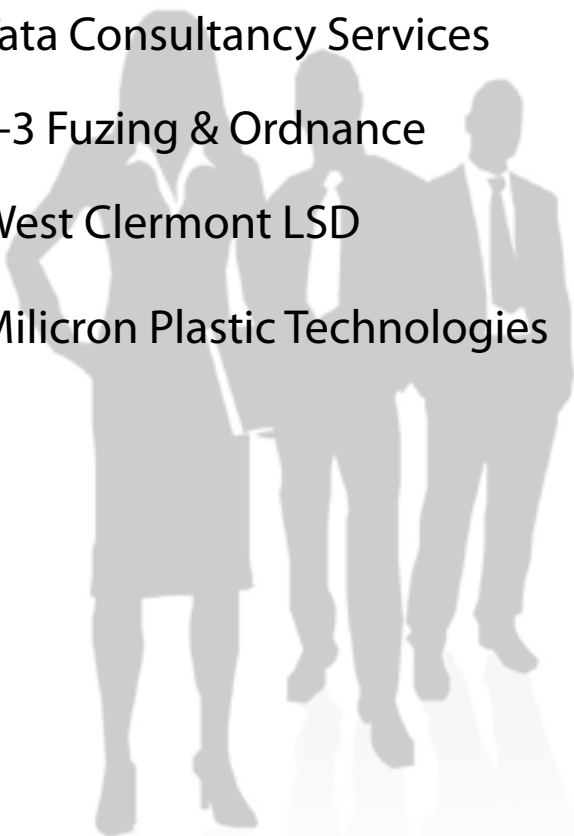 ata Consultancy Services
-3 Fuzing & Ordnance
West Clermont LSD
Milicron Plastic Technologies